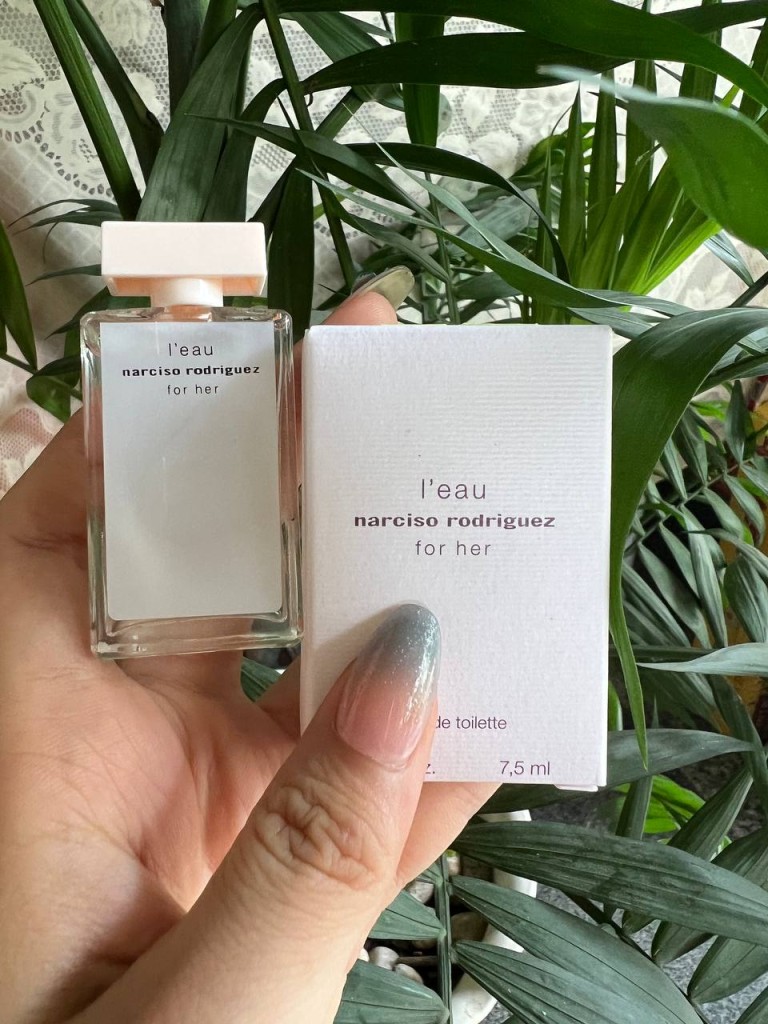 l'eau
narciso rodriguez
for her
l'eau
narciso rodriguez
for her
de toilette
z. 7,5 ml